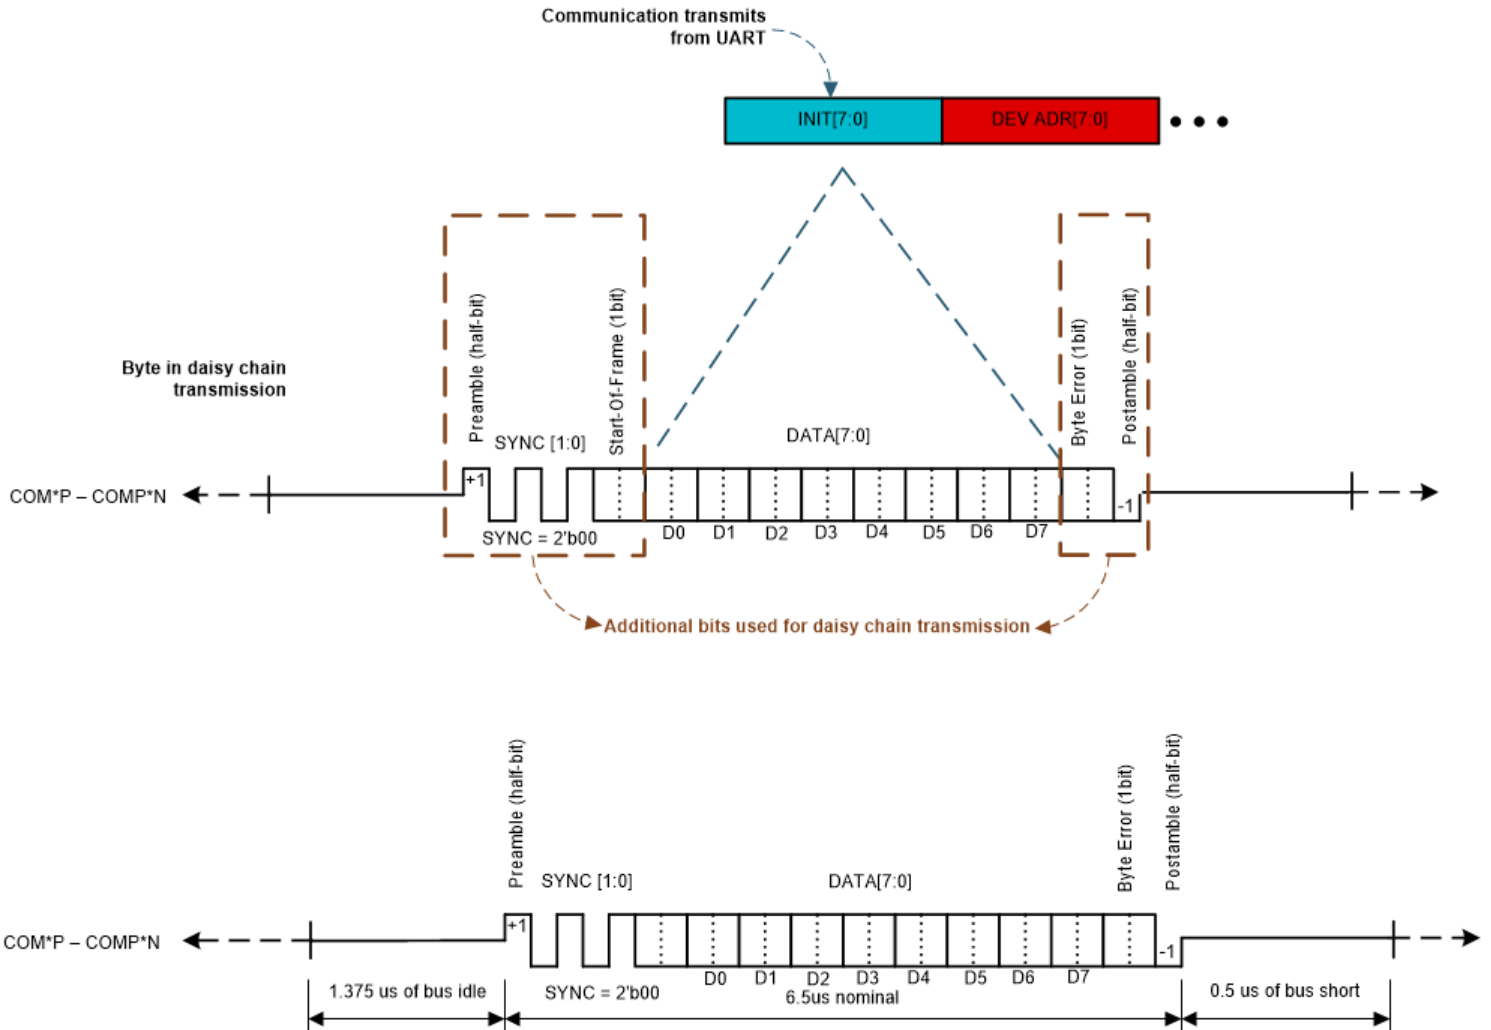 Communication transmits
from UART
INIT[7:0]
DEV ADR[7:0]
Byte in daisy chain
transmission
Preamble (half-bit)
SYNC [1:0]
Start-Of-Frame (1bit)
DATA[7:0]
Byte Error (1bit)
Postamble (half-bit)
COM*P – COMP*N
+1
-1
SYNC = 2'b00
D0
D1
D2
D3
D4
D5
D6
D7
Additional bits used for daisy chain transmission
Preamble (half-bit)
SYNC [1:0]
DATA[7:0]
Byte Error (1bit)
Postamble (half-bit)
COM*P – COMP*N
+1
-1
D0
D1
D2
D3
D4
D5
D6
D7
1.375 us of bus idle
SYNC = 2'b00
6.5us nominal
0.5 us of bus short